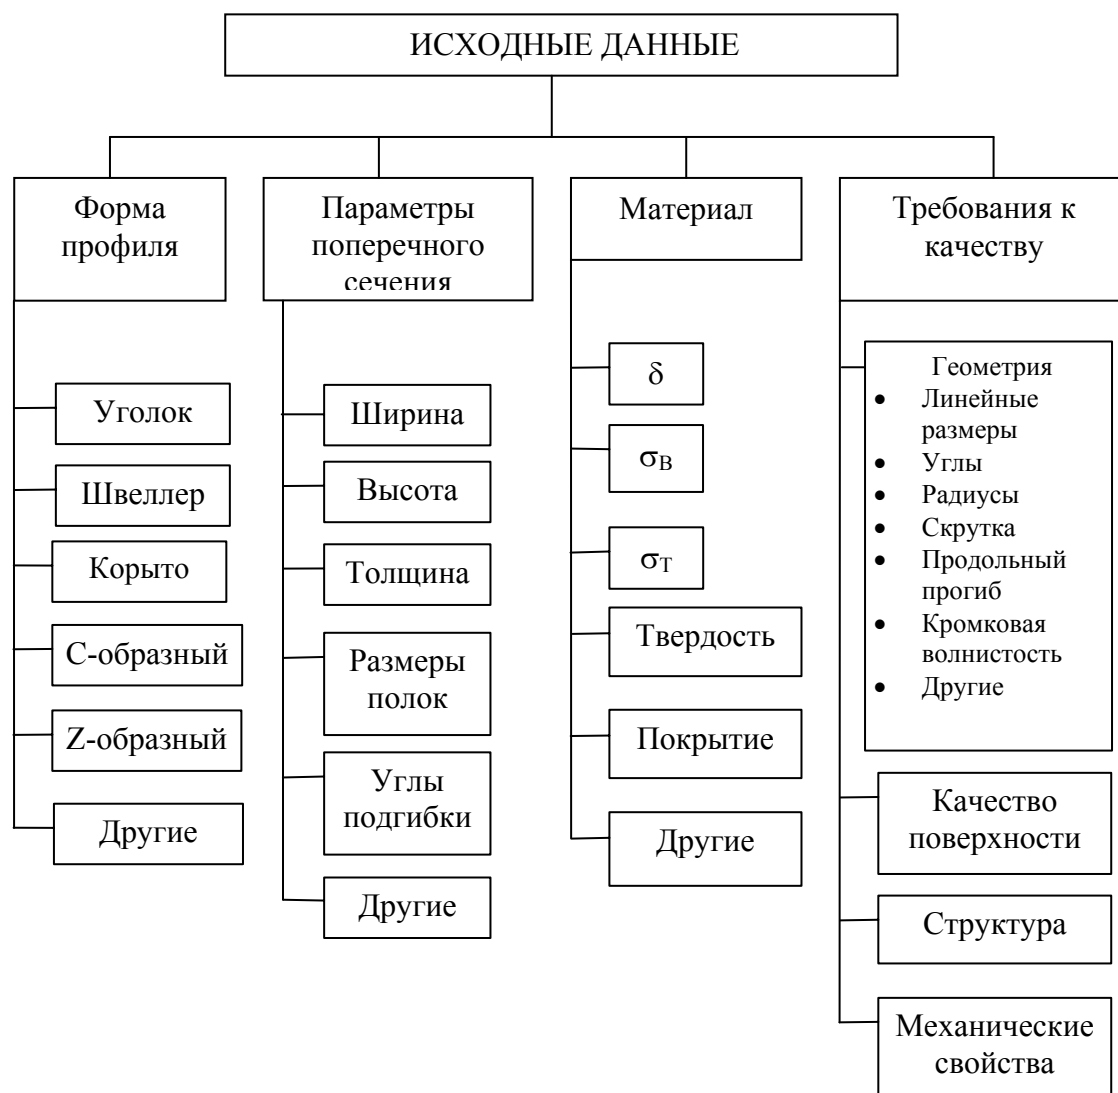 ИСХОДНЫЕ ДАННЫЕ
Форма
профиля
Параметры
поперечного
сечения
Материал
Требования к
качеству
Уголок
Швеллер
Корыто
С-образный
Z-образный
Другие
Ширина
Высота
Толщина
Размеры
полок
Углы
подгибки
Другие
δ
σВ
σТ
Твердость
Покрытие
Другие
Геометрия
• Линейные
размеры
• Углы
• Радиусы
• Скрутка
• Продольный
прогиб
• Кромковая
волнистость
• Другие
Качество
поверхности
Структура
Механические
свойства